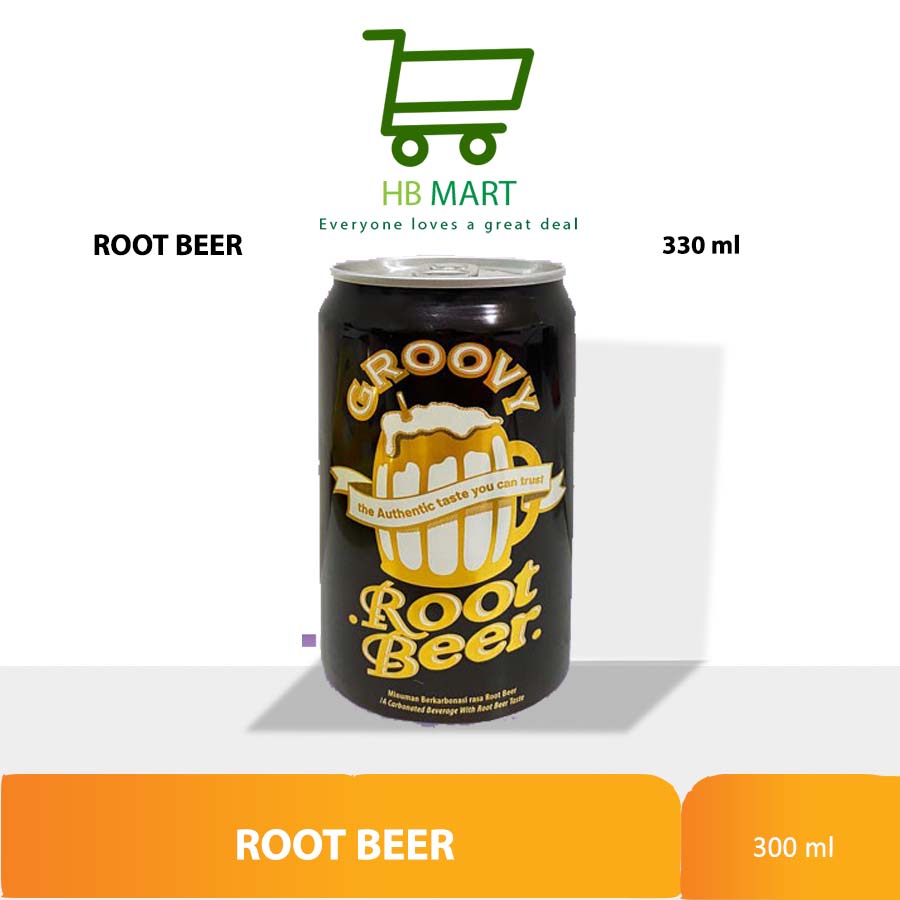 HB MART
Everyone loves a great deal
ROOT BEER
330 ml
GROOVY
the Authentic taste you can trust
Root
Beer
Minuman Berkarbonasi rasa Root Beer
/A Carbonated Beverage With Root Beer Taste
ROOT BEER
300 ml